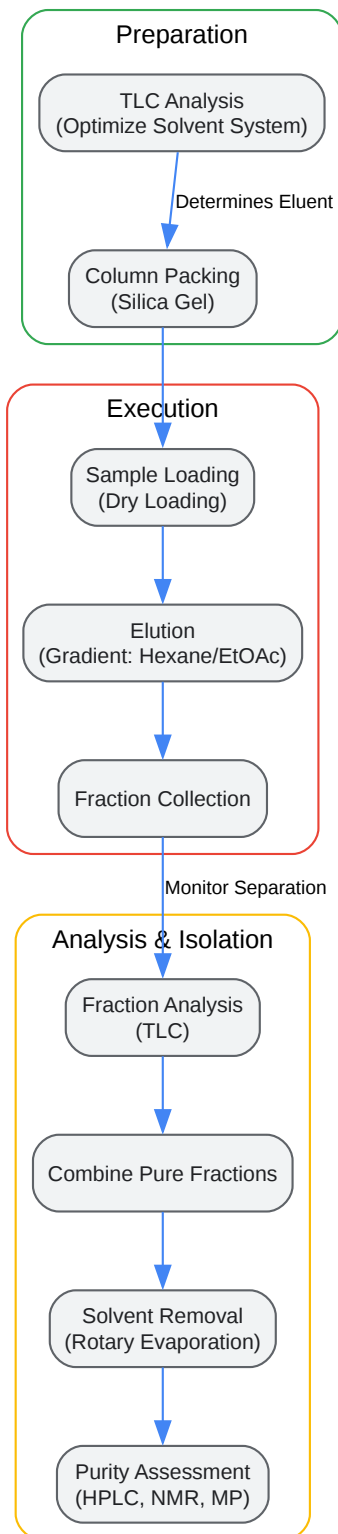 Preparation
TLC Analysis
(Optimize Solvent System)
Determines Eluent
Column Packing
(Silica Gel)
Execution
Sample Loading
(Dry Loading)
Elution
(Gradient: Hexane/EtOAc)
Fraction Collection
Monitor Separation
Analysis & Isolation
Fraction Analysis
(TLC)
Combine Pure Fractions
Solvent Removal
(Rotary Evaporation)
Purity Assessment
(HPLC, NMR, MP)